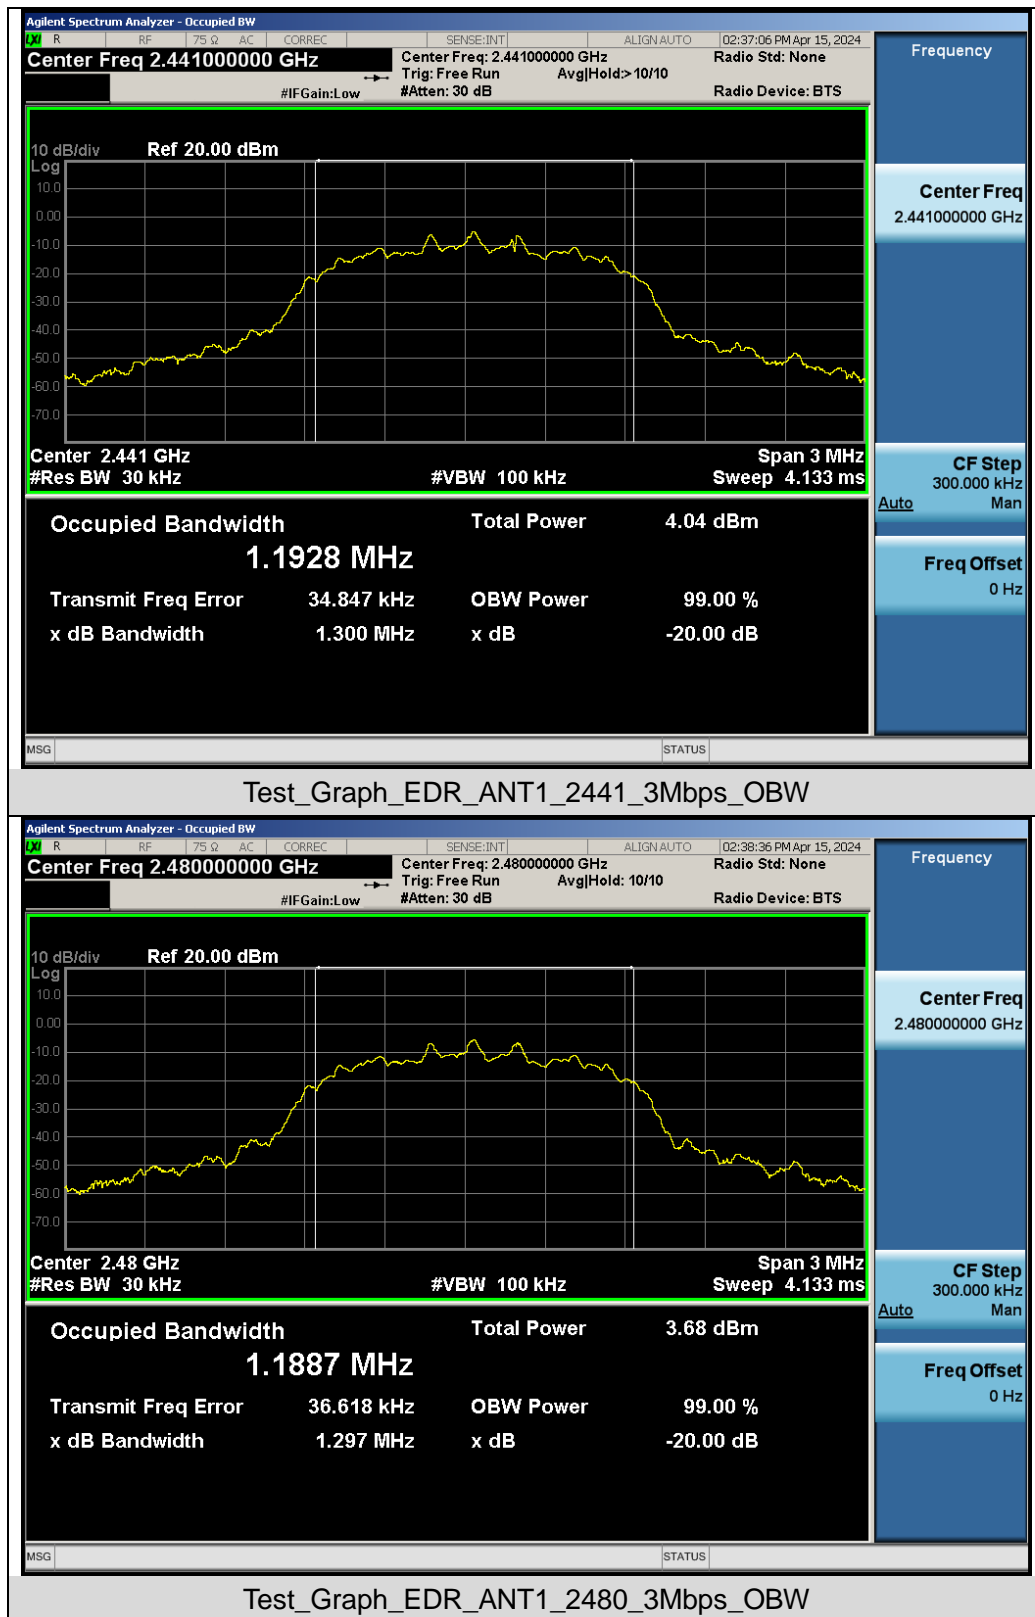 Agilent Spectrum Analyzer - Occupied BW
LXI R RF 75 Ω AC CORREC SENSE:INT ALIGN AUTO 02:37:06 PM Apr 15, 2024
Center Freq 2.441000000 GHz Center Freq: 2.441000000 GHz Radio Std: None Frequency
Trig: Free Run Avg|Hold:> 10/10
#IFGain:Low #Atten: 30 dB Radio Device: BTS
10 dB/div Ref 20.00 dBm
Log
10.0
0.00
-10.0
-20.0
-30.0
-40.0
-50.0
-60.0
-70.0
Center Freq
2.441000000 GHz
Center 2.441 GHz Span 3 MHz
#Res BW 30 kHz #VBW 100 kHz Sweep 4.133 ms
CF Step
300.000 kHz
Auto Man
Occupied Bandwidth Total Power 4.04 dBm
1.1928 MHz
Freq Offset
0 Hz
Transmit Freq Error 34.847 kHz OBW Power 99.00 %
x dB Bandwidth 1.300 MHz x dB -20.00 dB
MSG STATUS
Test_Graph_EDR_ANT1_2441_3Mbps_OBW
Agilent Spectrum Analyzer - Occupied BW
LXI R RF 75 Ω AC CORREC SENSE:INT ALIGN AUTO 02:38:36 PM Apr 15, 2024
Center Freq 2.480000000 GHz Center Freq: 2.480000000 GHz Radio Std: None Frequency
Trig: Free Run Avg|Hold: 10/10
#IFGain:Low #Atten: 30 dB Radio Device: BTS
10 dB/div Ref 20.00 dBm
Log
10.0
0.00
-10.0
-20.0
-30.0
-40.0
-50.0
-60.0
-70.0
Center Freq
2.480000000 GHz
Center 2.48 GHz Span 3 MHz
#Res BW 30 kHz #VBW 100 kHz Sweep 4.133 ms
CF Step
300.000 kHz
Auto Man
Occupied Bandwidth Total Power 3.68 dBm
1.1887 MHz
Freq Offset
0 Hz
Transmit Freq Error 36.618 kHz OBW Power 99.00 %
x dB Bandwidth 1.297 MHz x dB -20.00 dB
MSG STATUS
Test_Graph_EDR_ANT1_2480_3Mbps_OBW